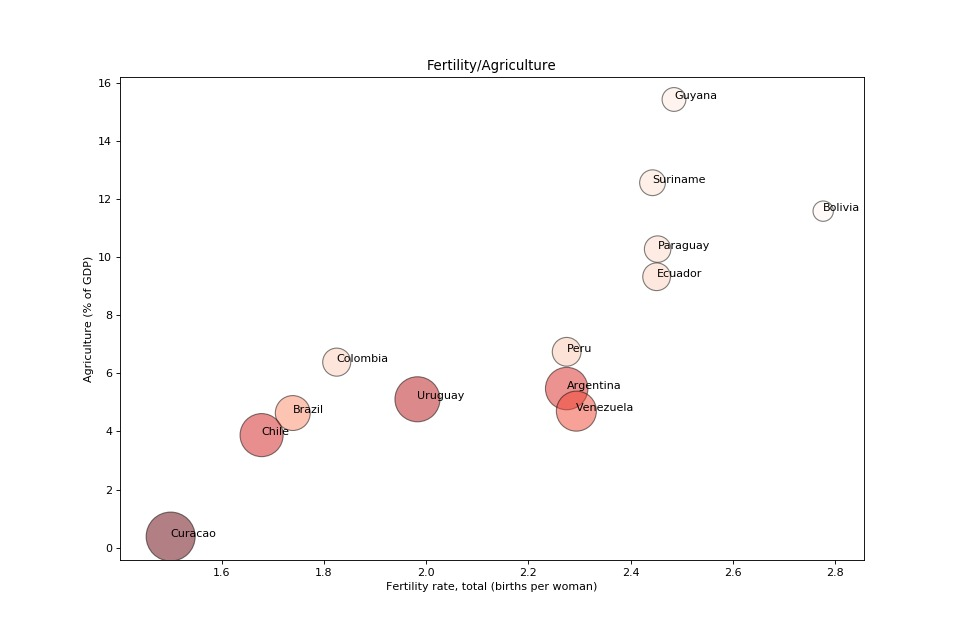 Fertility/Agriculture
16
14
12
10
8
6
4
2
0
Agriculture (% of GDP)
Guyana
Suriname
Bolivia
Paraguay
Ecuador
Peru
Colombia
Argentina
Uruguay
Venezuela
Brazil
Chile
Curacao
1.6
1.8
2.0
2.2
2.4
2.6
2.8
Fertility rate, total (births per woman)